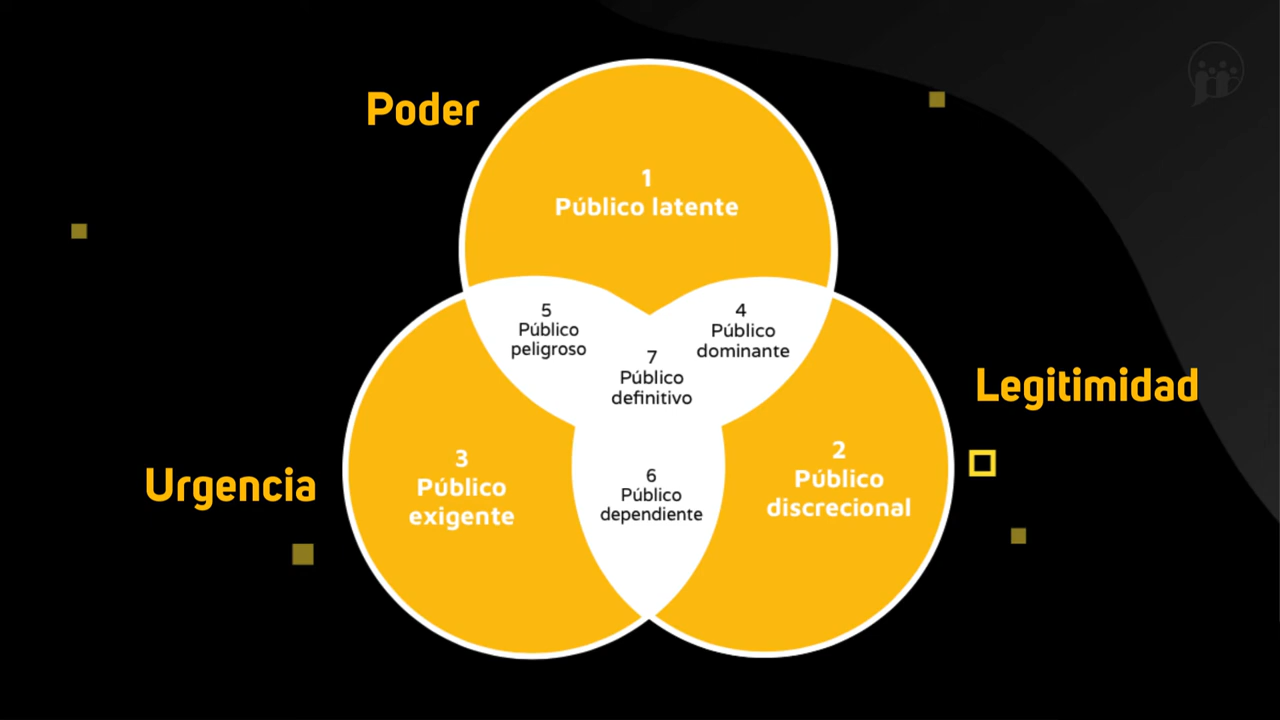 Poder
1
Público latente
5
Público
peligroso
4
Público
dominante
7
Público
definitivo
Legitimidad
Urgencia
3
Público
exigente
2
Público
discrecional
6
Público
dependiente